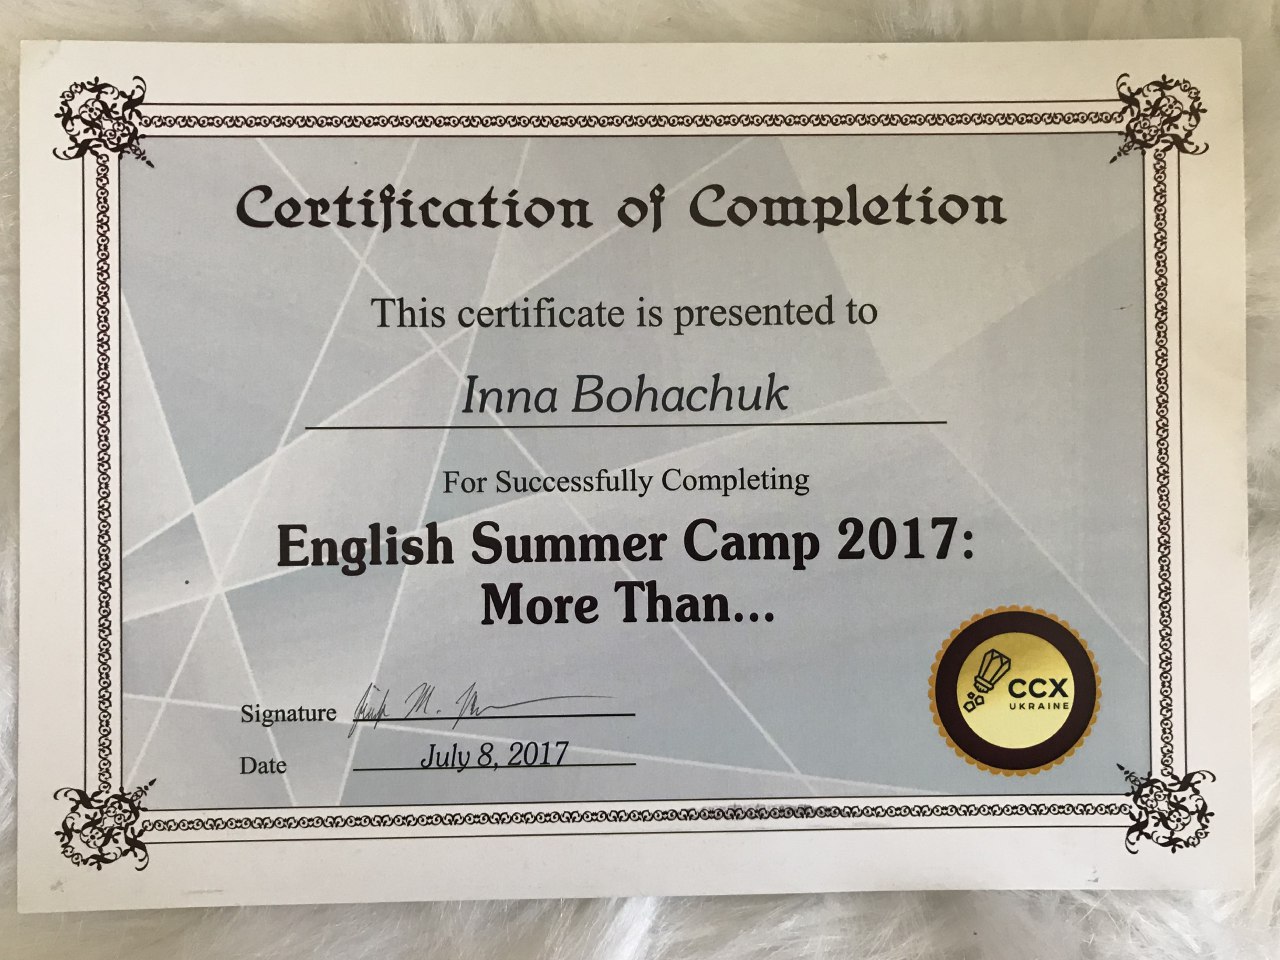 Certification of Completion
This certificate is presented to
Inna Bohachuk
For Successfully Completing
English Summer Camp 2017:
More Than...
Signature
Date July 8, 2017
CCX
UKRAINE